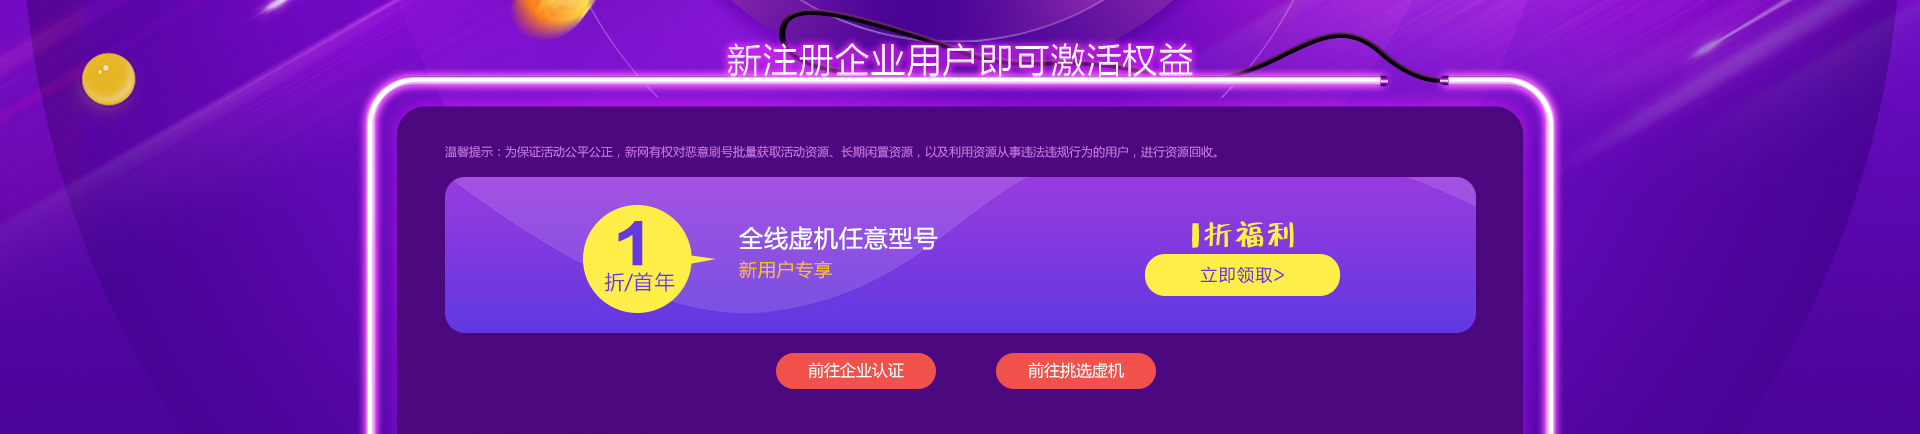 新注册企业用户即可激活权益
温馨提示：为保证活动公平公正，新网有权对恶意刷号批量获取活动资源、长期闲置资源，以及利用资源从事违法违规行为的用户，进行资源回收。
1
折/首年
全线虚机任意型号
新用户专享
1折福利
立即领取>
前往企业认证
前往挑选虚机